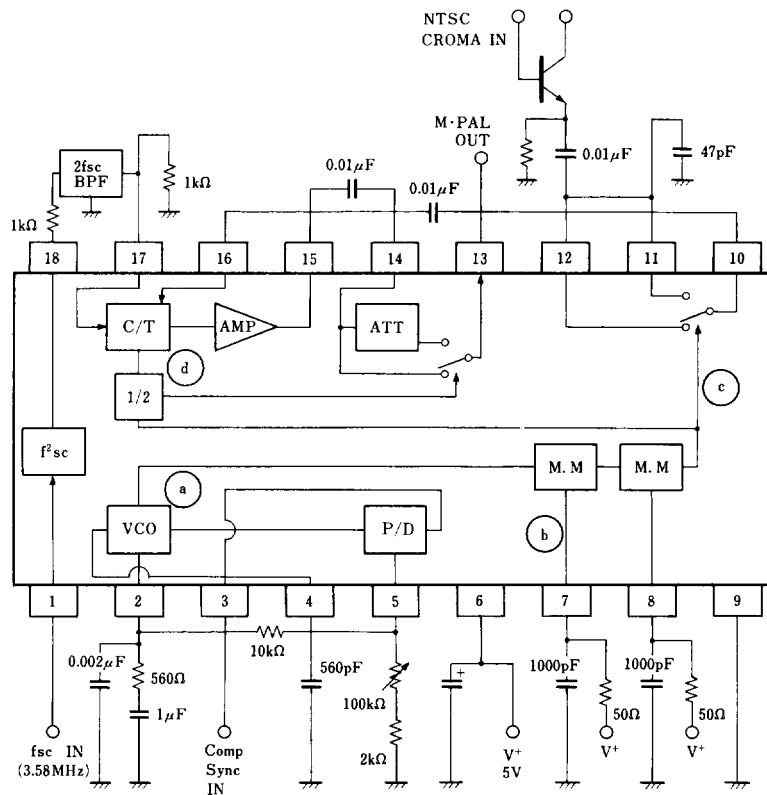 NTSC
CROMA IN
M·PAL
OUT
0.01μF
47pF
2fsc
BPF
1kΩ
1kΩ
0.01μF
0.01μF
18
17
16
15
14
13
12
11
10
C/T
AMP
ATT
d
1/2
c
f²sc
a
M.M
M.M
VCO
P/D
b
1
2
3
4
5
6
7
8
9
0.002μF
560Ω
1μF
10kΩ
560pF
100kΩ
2kΩ
+
1000pF
50Ω
1000pF
50Ω
fsc IN
(3.58MHz)
Comp
Sync
IN
V+
5V
V+
V+